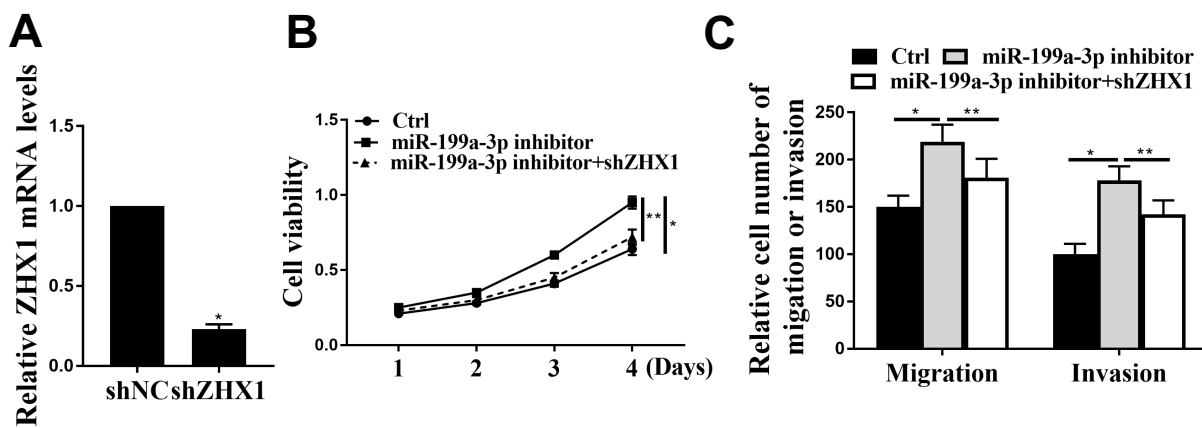 A
Relative ZHX1 mRNA levels
1.5
1.0
0.5
0.0
*
shNC shZHX1
B
Cell viability
1.5
1.0
0.5
0.0
Ctrl
miR-199a-3p inhibitor
miR-199a-3p inhibitor+shZHX1
** *
1 2 3 4 (Days)
C
Ctrl miR-199a-3p inhibitor
miR-199a-3p inhibitor+shZHX1
Relative cell number of
migation or invasion
250
200
150
100
50
0
* **
* **
Migration Invasion